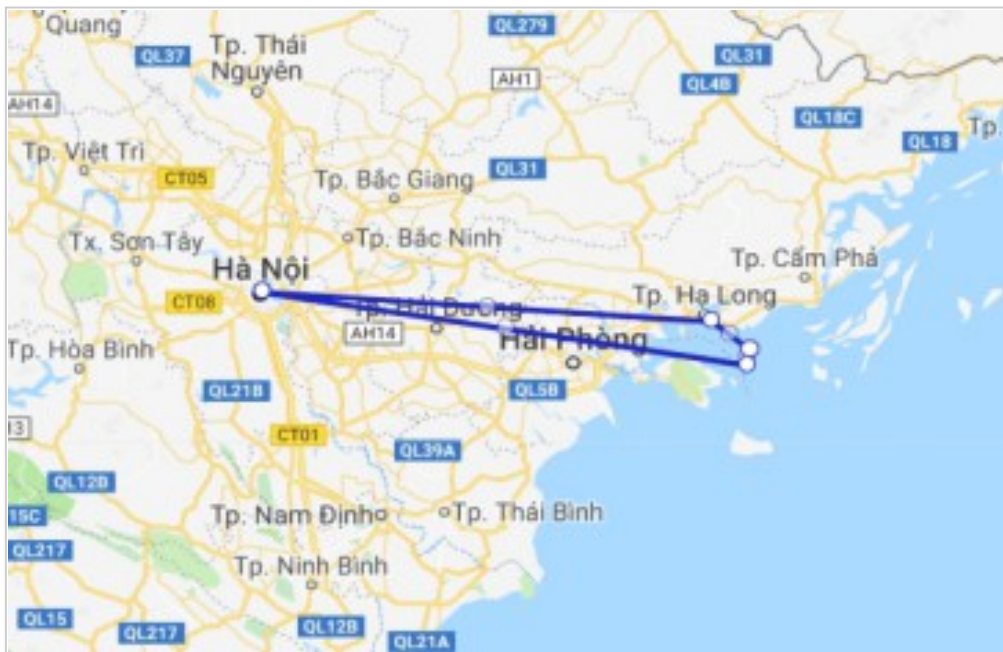 Quang
QL279
QL31
QL37
Tp. Thái
Nguyên
AH1
QL4B
AH14
QL18C
Tp.
QL18
Tp. Việt Trì
CT05
QL31
Tp. Bắc Giang
Tx. Sơn Tây
Tp. Bắc Ninh
Hà Nội
Tp. Cẩm Phả
CT08
Tp. Hạ Long
Tp. Hải Dương
AH14
Hải Phòng
Tp. Hòa Bình
QL21B
QL5B
13
CT01
QL39A
QL12B
15C
Tp. Nam Định
Tp. Thái Bình
QL217
Tp. Ninh Bình
QL15
QL217
QL12B
QL21A